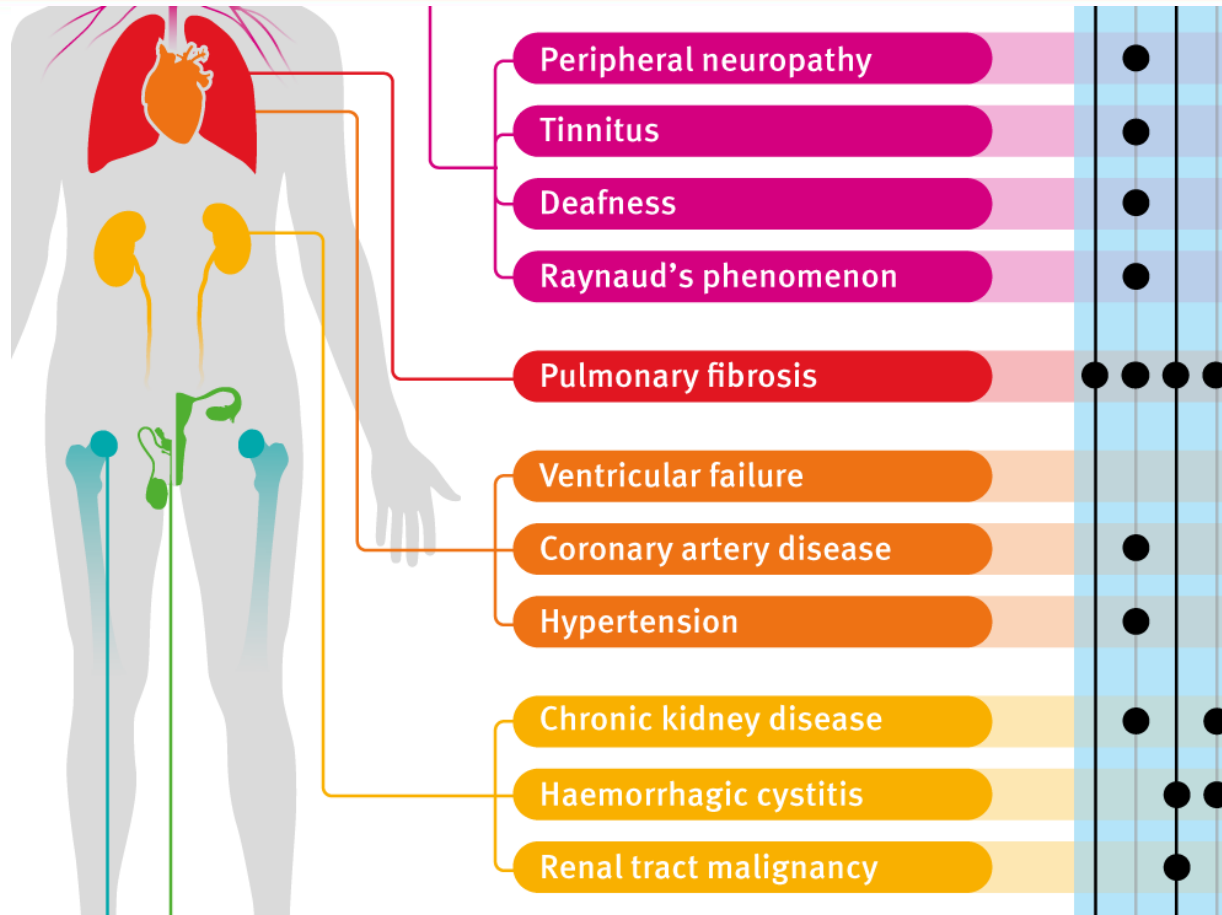 Peripheral neuropathy
Tinnitus
Deafness
Raynaud’s phenomenon
Pulmonary fibrosis
Ventricular failure
Coronary artery disease
Hypertension
Chronic kidney disease
Haemorrhagic cystitis
Renal tract malignancy